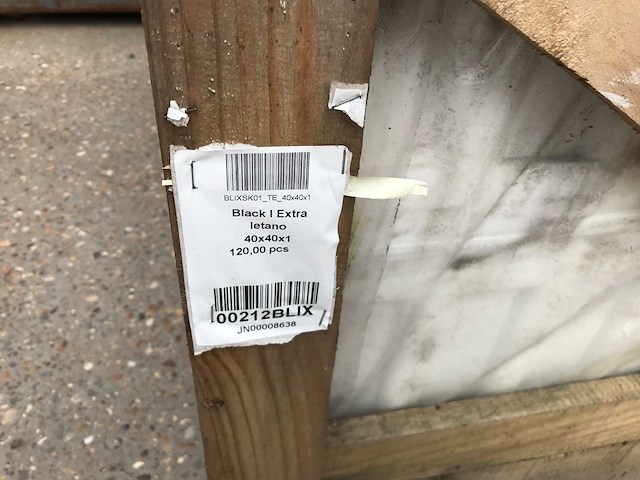 BLIXSK01_TE_40x40x1
Black I Extra
letano
40x40x1
120,00 pcs
00212BLIX
JN00008638